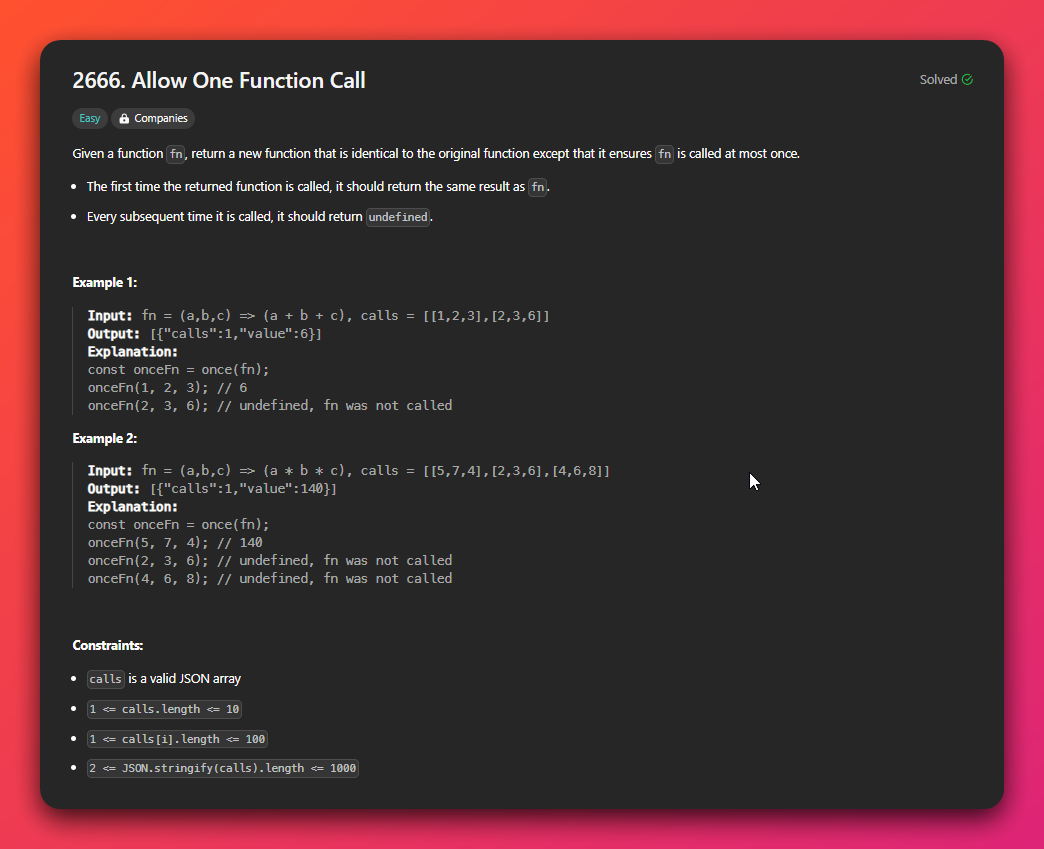 2666. Allow One Function Call
Solved
Easy
Companies
Given a function fn, return a new function that is identical to the original function except that it ensures fn is called at most once.
The first time the returned function is called, it should return the same result as fn.
Every subsequent time it is called, it should return undefined.
Example 1:
Input: fn = (a,b,c) => (a + b + c), calls = [[1,2,3],[2,3,6]]
Output: [{"calls":1,"value":6}]
Explanation:
const onceFn = once(fn);
onceFn(1, 2, 3); // 6
onceFn(2, 3, 6); // undefined, fn was not called
Example 2:
Input: fn = (a,b,c) => (a * b * c), calls = [[5,7,4],[2,3,6],[4,6,8]]
Output: [{"calls":1,"value":140}]
Explanation:
const onceFn = once(fn);
onceFn(5, 7, 4); // 140
onceFn(2, 3, 6); // undefined, fn was not called
onceFn(4, 6, 8); // undefined, fn was not called
Constraints:
calls is a valid JSON array
1 <= calls.length <= 10
1 <= calls[i].length <= 100
2 <= JSON.stringify(calls).length <= 1000